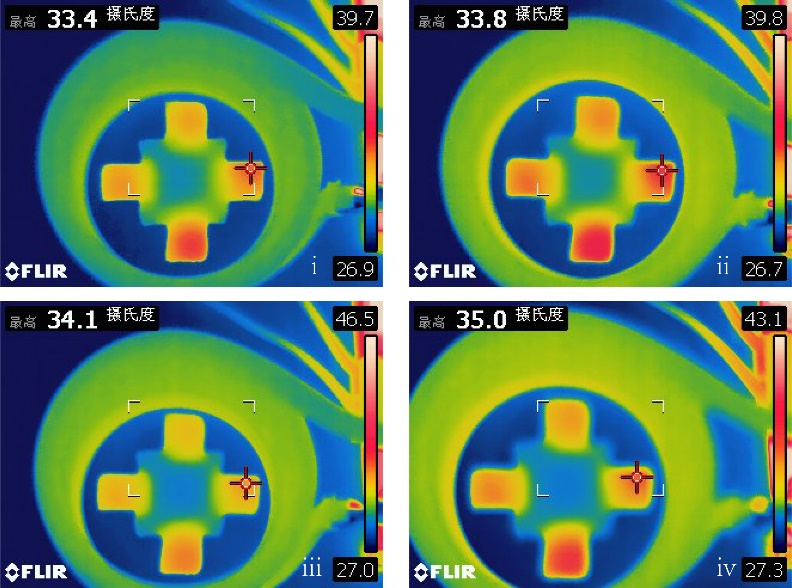 最高 33.4 摄氏度 39.7
FLIR i 26.9
最高 33.8 摄氏度 39.8
FLIR ii 26.7
最高 34.1 摄氏度 46.5
FLIR iii 27.0
最高 35.0 摄氏度 43.1
FLIR iv 27.3